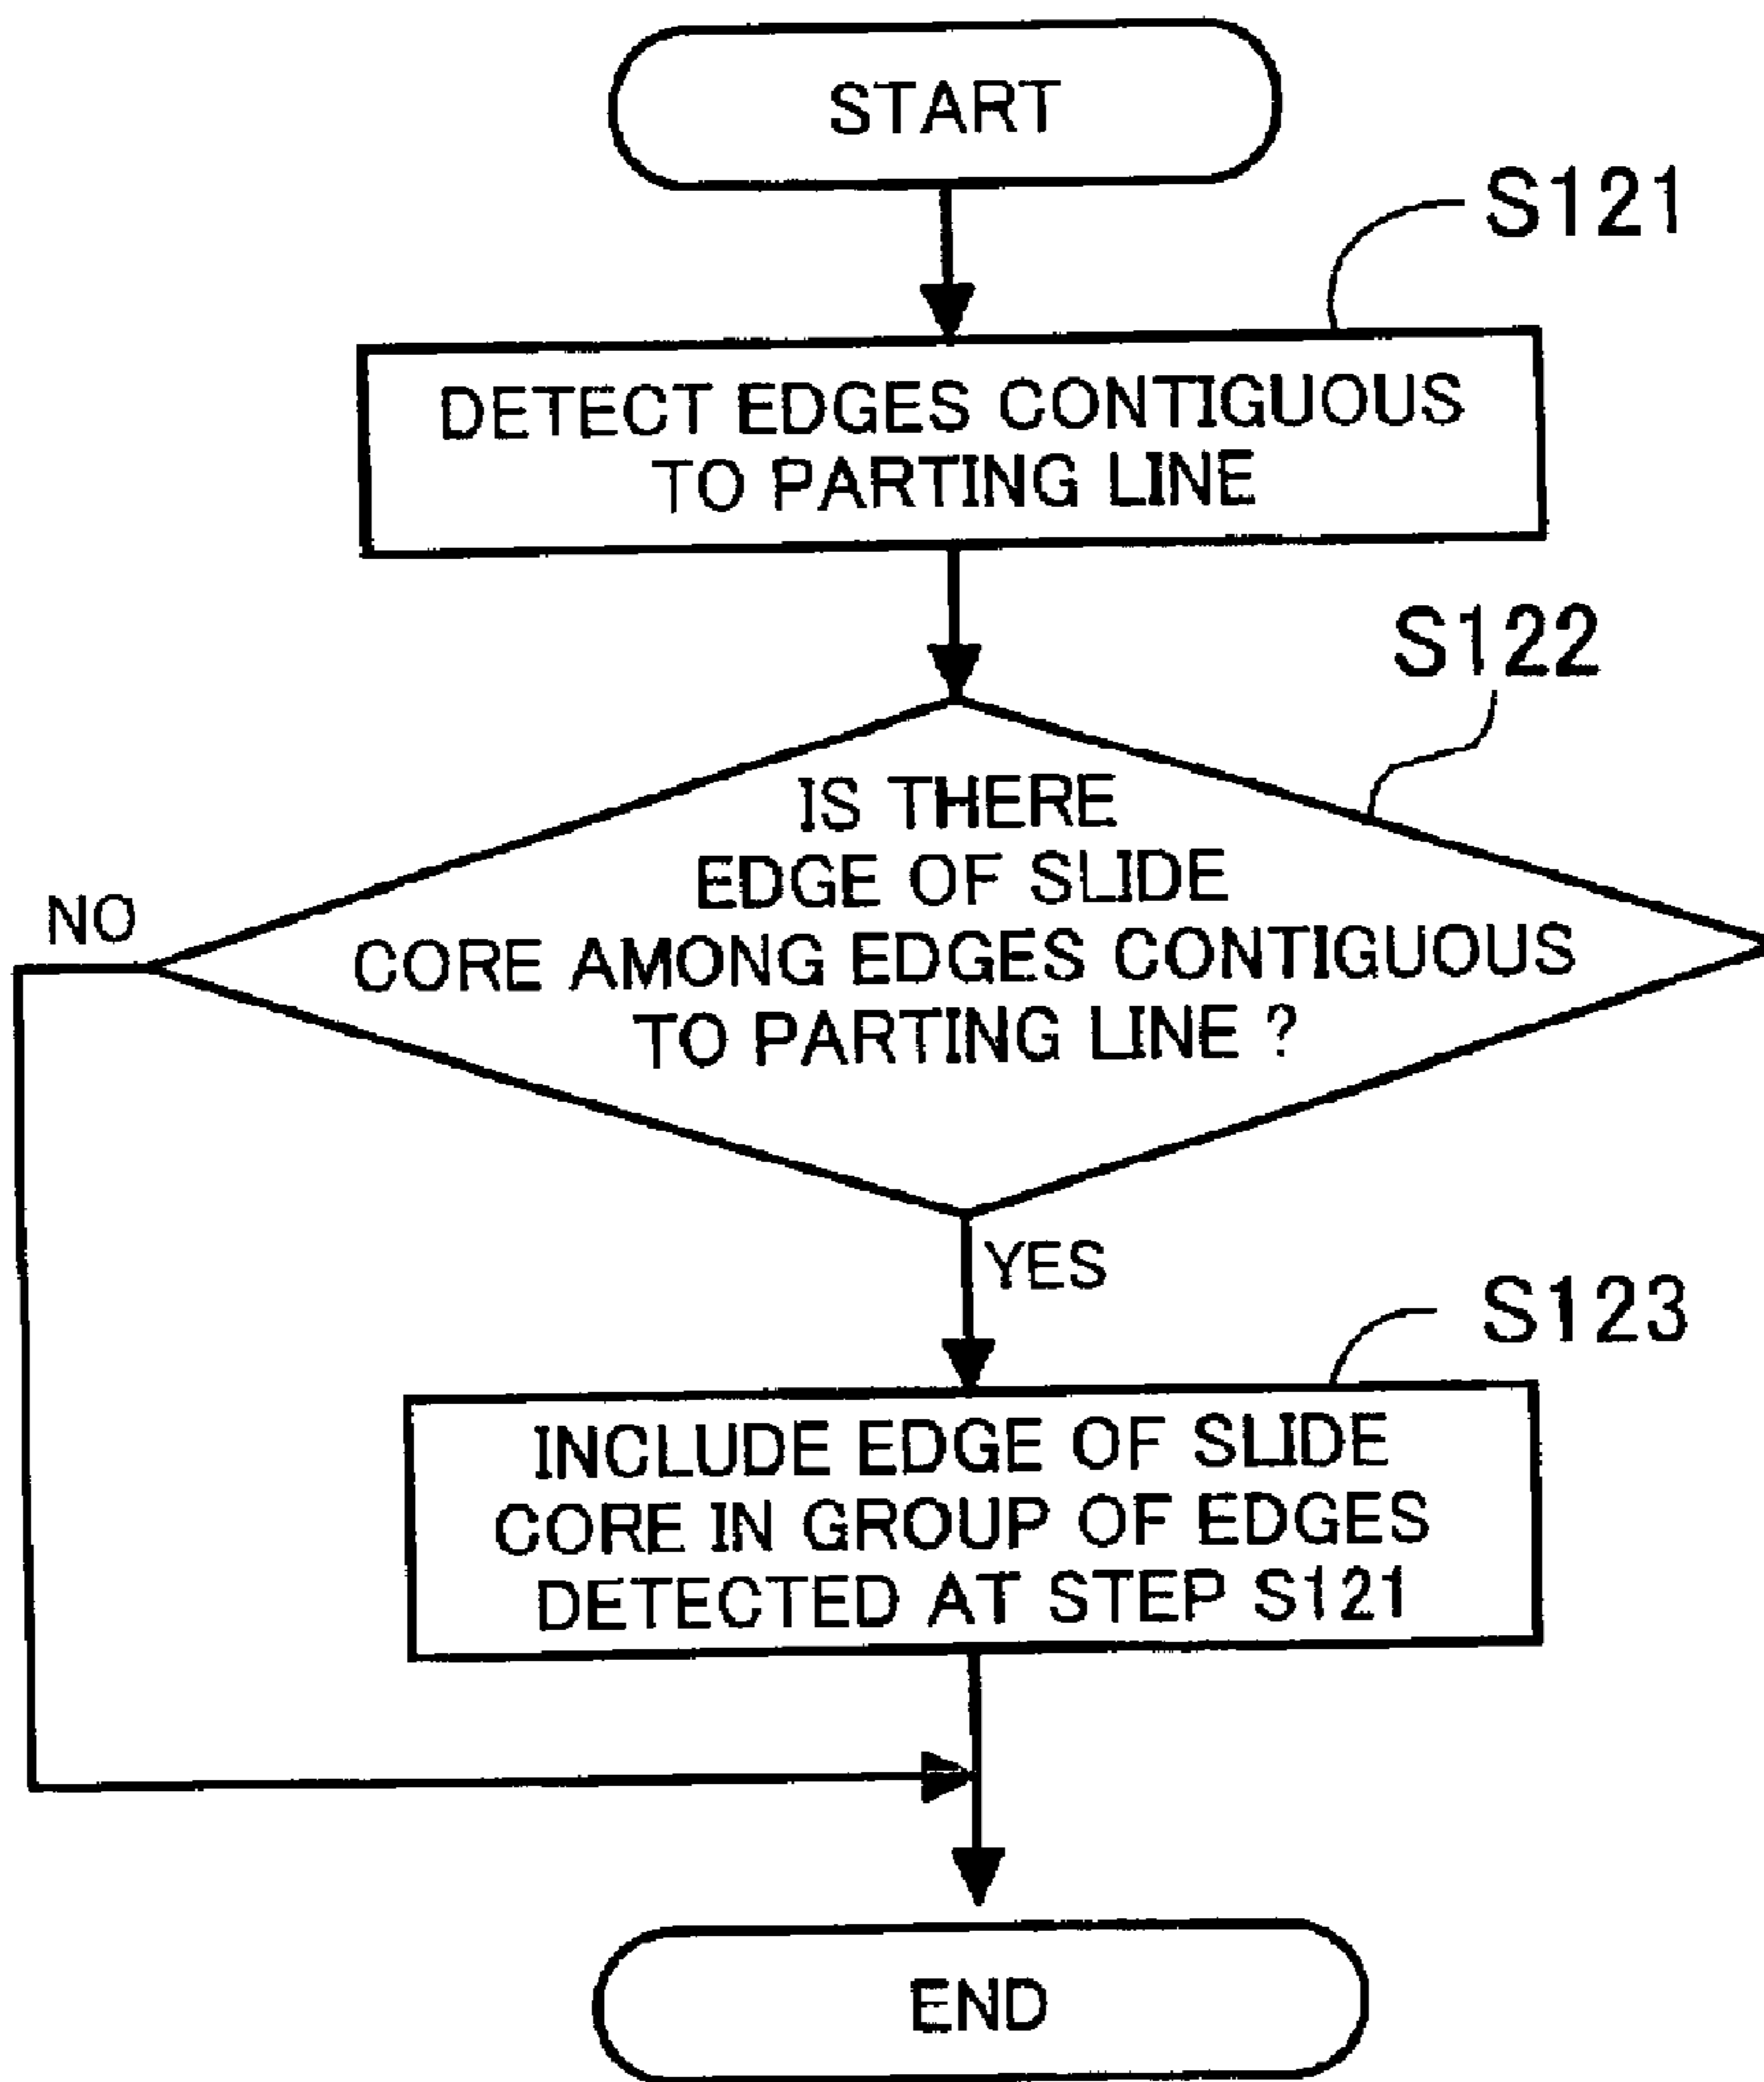 START
S121
DETECT EDGES CONTIGUOUS
TO PARTING LINE
S122
IS THERE
EDGE OF SLIDE
NO
CORE AMONG EDGES CONTIGUOUS
TO PARTING LINE ?
YES
S123
INCLUDE EDGE OF SLIDE
CORE IN GROUP OF EDGES
DETECTED AT STEP S121
END